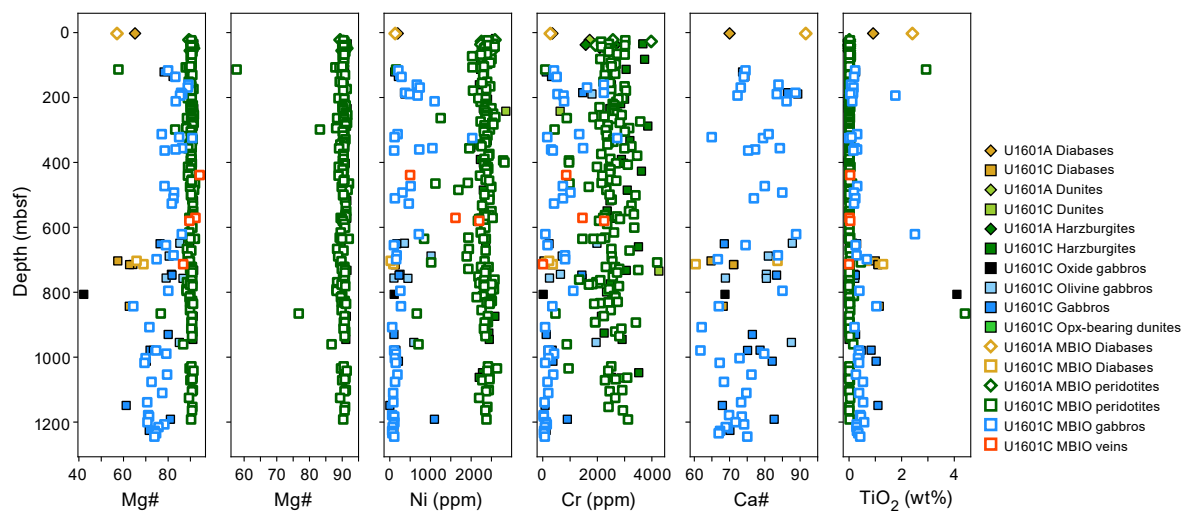 0
200
400
600
800
1000
1200
Depth (mbsf)
40
60
80
Mg#
60
70
80
90
Mg#
0
1000
2000
Ni (ppm)
0
2000
4000
Cr (ppm)
60
70
80
90
Ca#
0
2
4
TiO2 (wt%)
U1601A Diabases
U1601C Diabases
U1601A Dunites
U1601C Dunites
U1601A Harzburgites
U1601C Harzburgites
U1601C Oxide gabbros
U1601C Olivine gabbros
U1601C Gabbros
U1601C Opx-bearing dunites
U1601A MBIO Diabases
U1601C MBIO Diabases
U1601A MBIO peridotites
U1601C MBIO peridotites
U1601C MBIO gabbros
U1601C MBIO veins